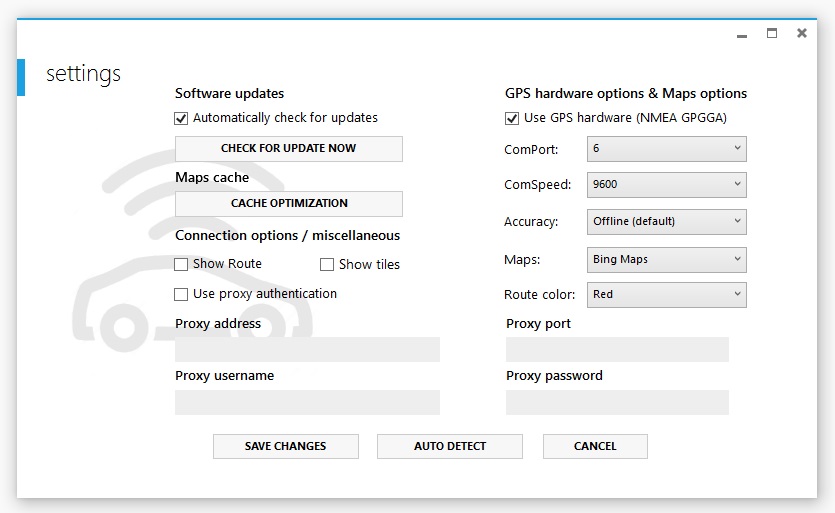 settings
Software updates
Automatically check for updates
CHECK FOR UPDATE NOW
Maps cache
CACHE OPTIMIZATION
Connection options / miscellaneous
Show Route
Show tiles
Use proxy authentication
GPS hardware options & Maps options
Use GPS hardware (NMEA GPGGA)
ComPort: 6
ComSpeed: 9600
Accuracy: Offline (default)
Maps: Bing Maps
Route color: Red
Proxy address
Proxy port
Proxy username
Proxy password
SAVE CHANGES
AUTO DETECT
CANCEL